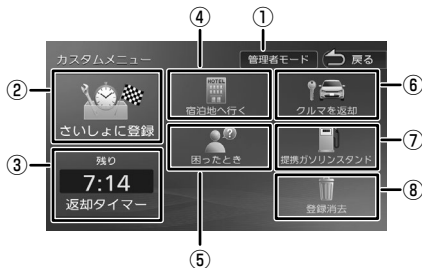 ④
①
カスタムメニュー
管理者モード
戻る
②
HOTEL
⑥
さいしょに登録
宿泊地へ行く
クルマを返却
③
残り
7:14
返却タイマー
?
困ったとき
提携ガソリンスタンド
⑦
登録消去
⑧
⑤